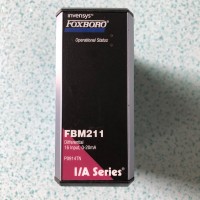 invensys
FOXBORO
Operational Status
FBM211
Differential
16 Input, 0-20mA
P0914TN
I/A Series®